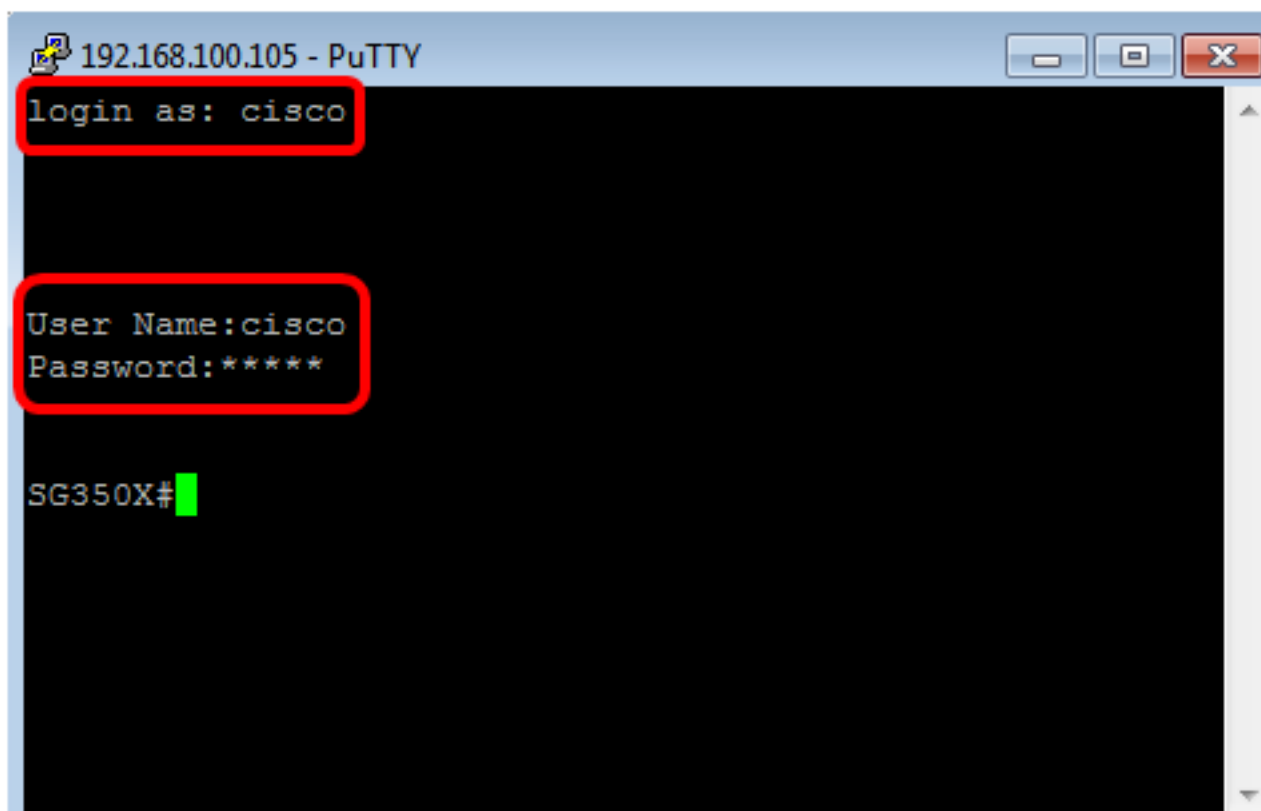 192.168.100.105 - PuTTY
login as: cisco
User Name:cisco
Password:*****
SG350X#